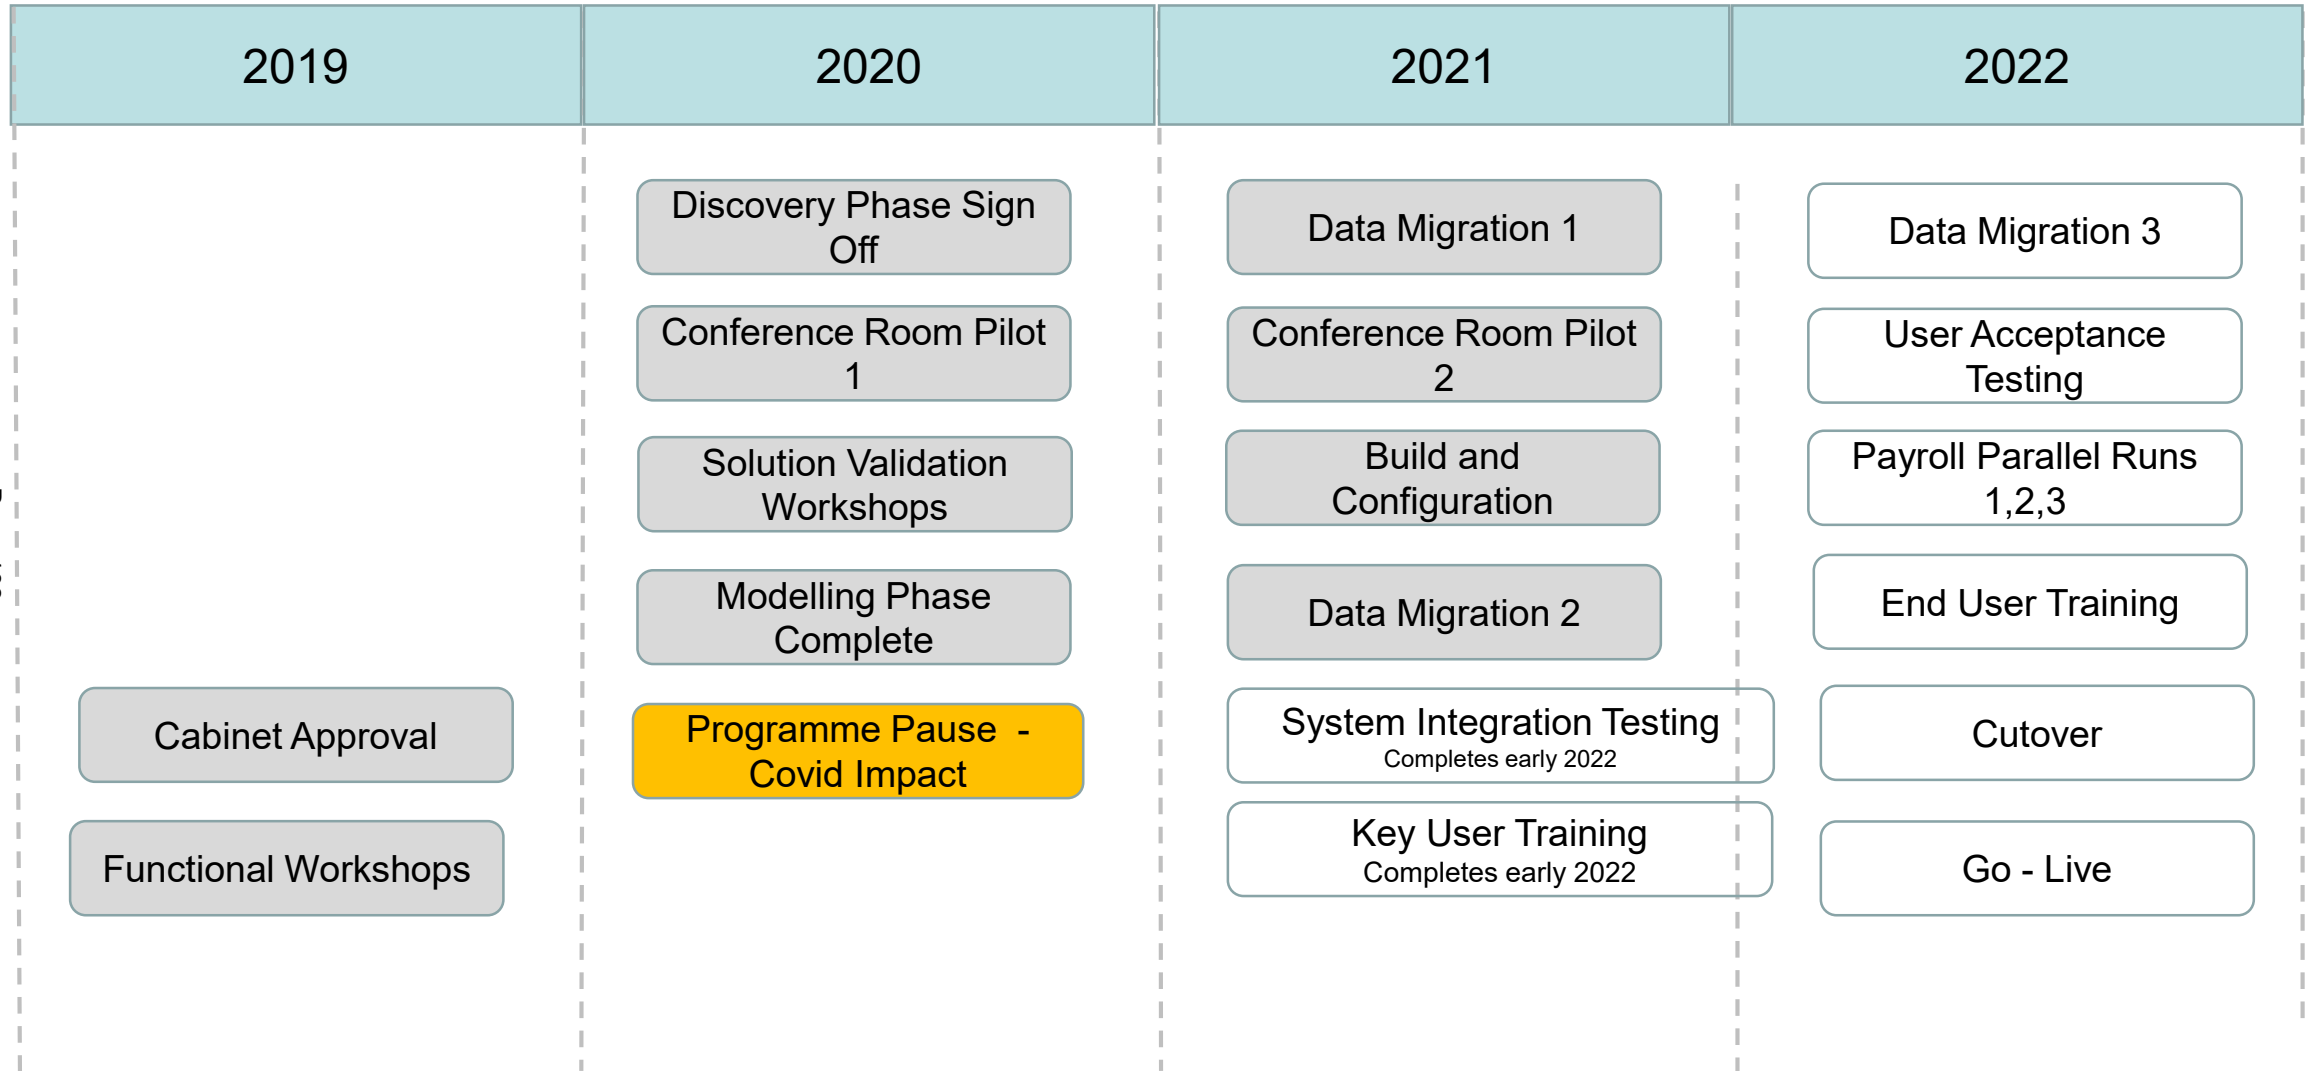 2019
2020
2021
2022
Cabinet Approval
Functional Workshops
Discovery Phase Sign
Off
Conference Room Pilot
1
Solution Validation
Workshops
Modelling Phase
Complete
Programme Pause  -
Covid Impact
Data Migration 1
Conference Room Pilot
2
Build and
Configuration
Data Migration 2
System Integration Testing
Completes early 2022
Key User Training
Completes early 2022
Data Migration 3
User Acceptance
Testing
Payroll Parallel Runs
1,2,3
End User Training
Cutover
Go - Live